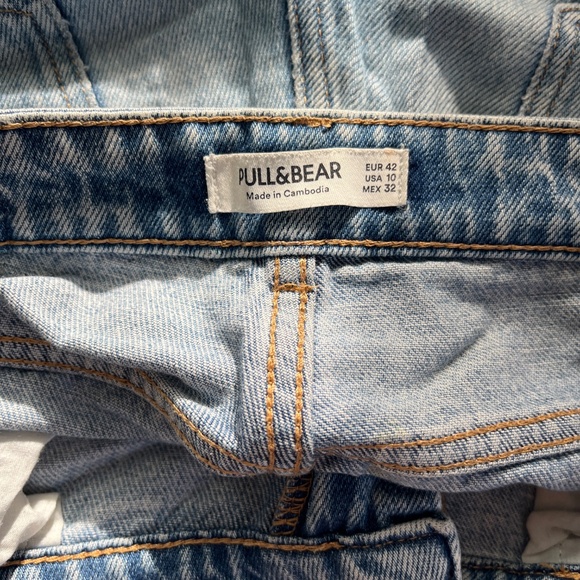 PULL&BEAR
Made in Cambodia
EUR 42
USA 10
MEX 32